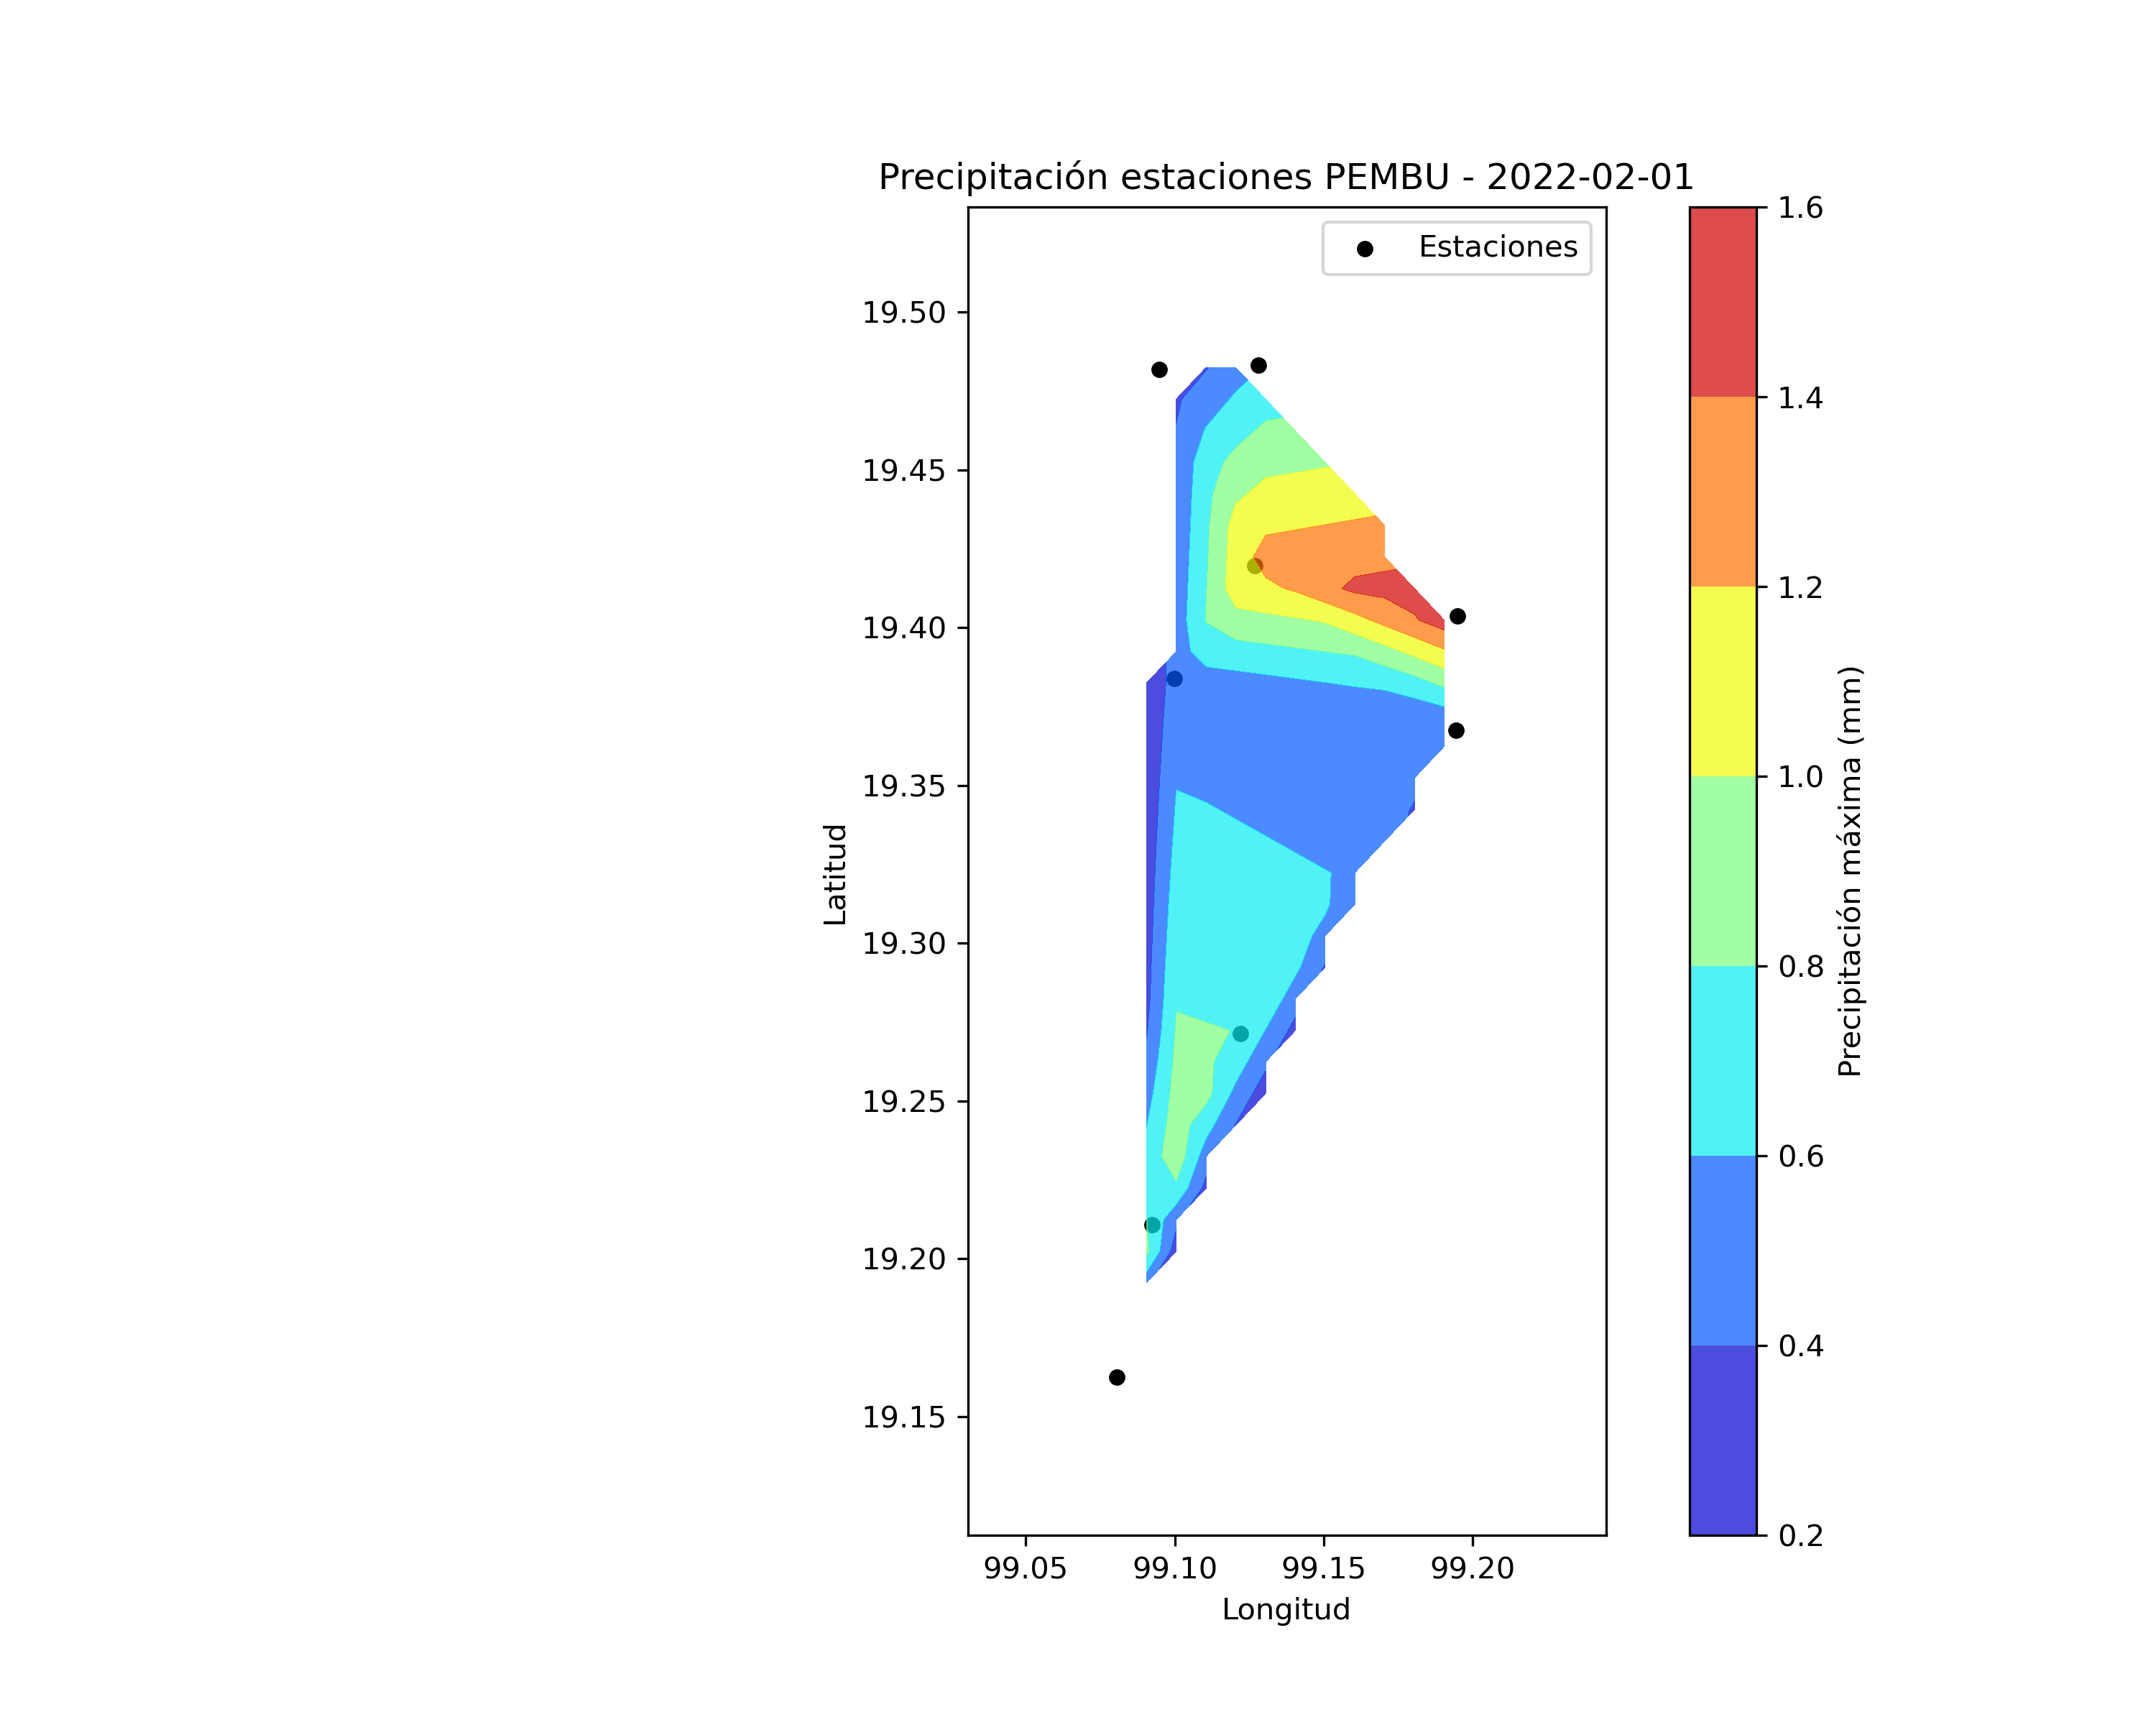 Precipitación estaciones PEMBU - 2022-02-01
Estaciones
19.50
19.45
19.40
19.35
19.30
19.25
19.20
19.15
Latitud
99.05 99.10 99.15 99.20
Longitud
1.6
1.4
1.2
1.0
0.8
0.6
0.4
0.2
Precipitación máxima (mm)